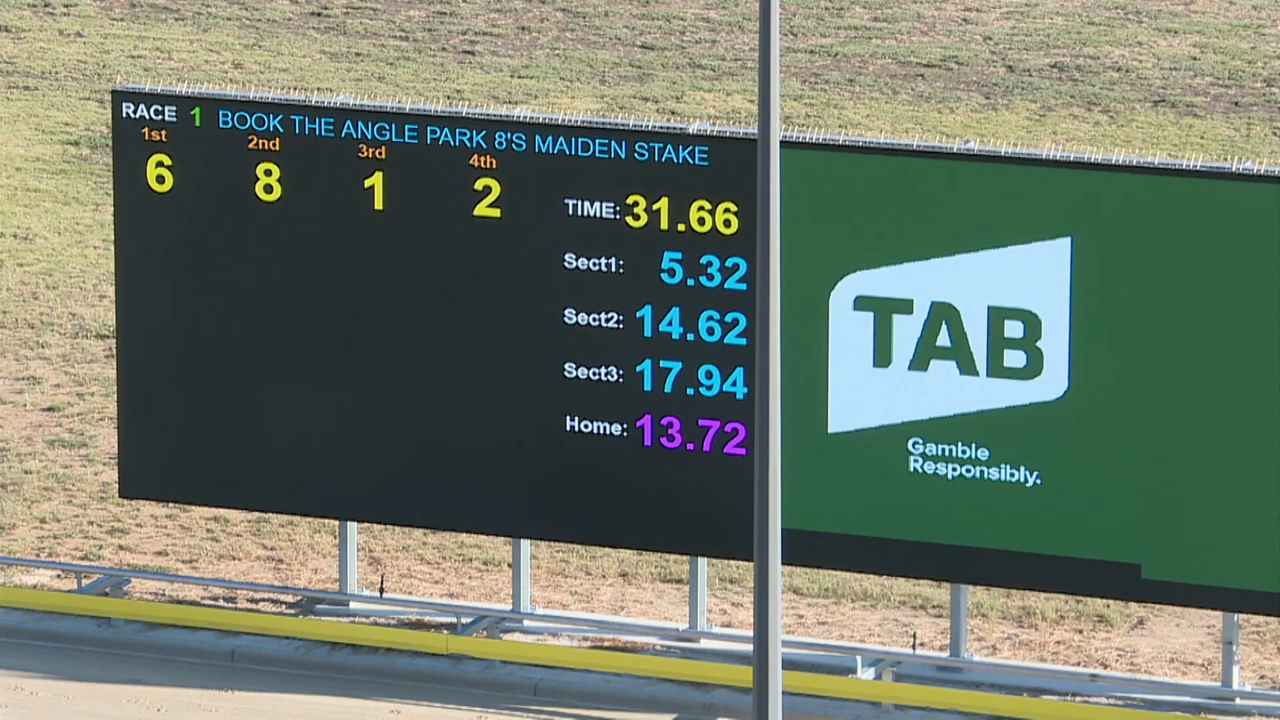 RACE 1 BOOK THE ANGLE PARK 8'S MAIDEN STAKE
1st 2nd 3rd 4th
6 8 1 2
TIME: 31.66
Sect1: 5.32
Sect2: 14.62
Sect3: 17.94
Home: 13.72
TAB
Gamble
Responsibly.